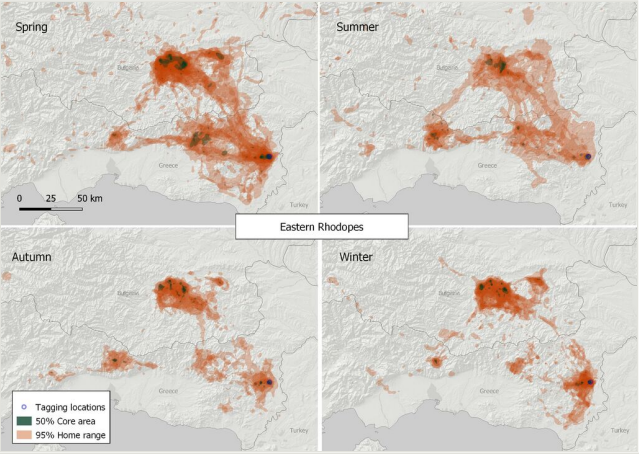 Spring
Bulgaria
Greece
Turkey
0 25 50 km
Summer
Bulgaria
Greece
Turkey
Eastern Rhodopes
Autumn
Bulgaria
Greece
Turkey
Tagging locations
50% Core area
95% Home range
Winter
Bulgaria
Greece
Turkey